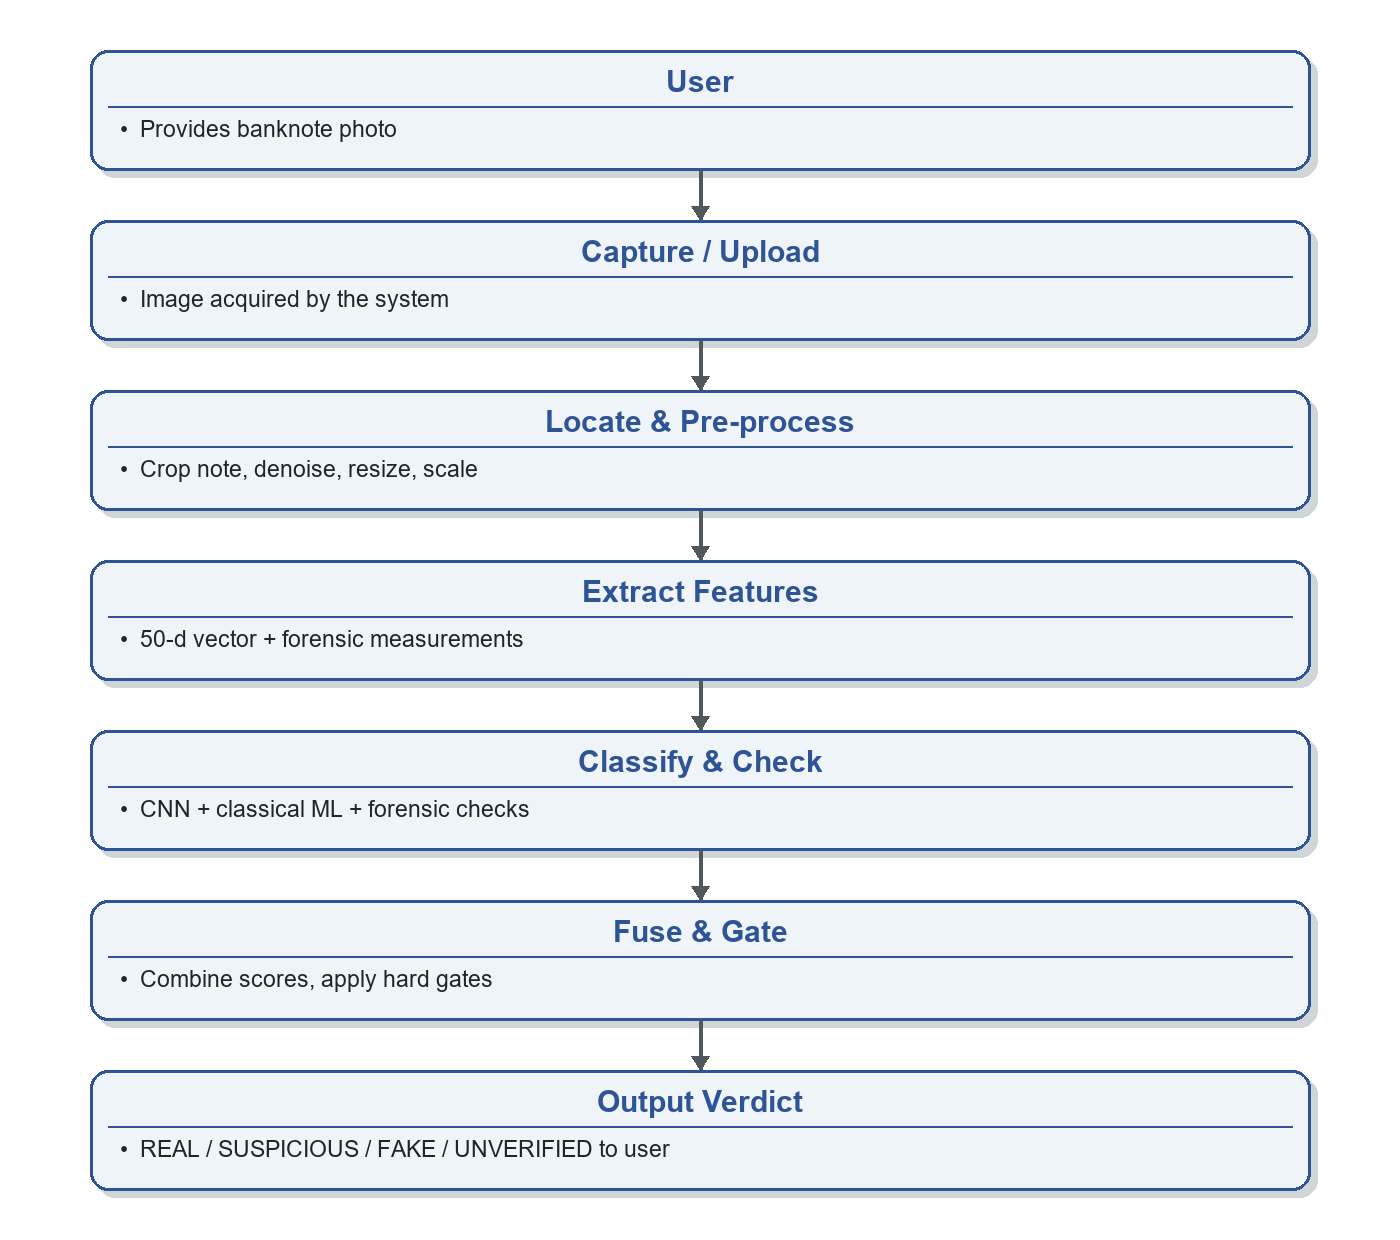 User
• Provides banknote photo
Capture / Upload
• Image acquired by the system
Locate & Pre-process
• Crop note, denoise, resize, scale
Extract Features
• 50-d vector + forensic measurements
Classify & Check
• CNN + classical ML + forensic checks
Fuse & Gate
• Combine scores, apply hard gates
Output Verdict
• REAL / SUSPICIOUS / FAKE / UNVERIFIED to user